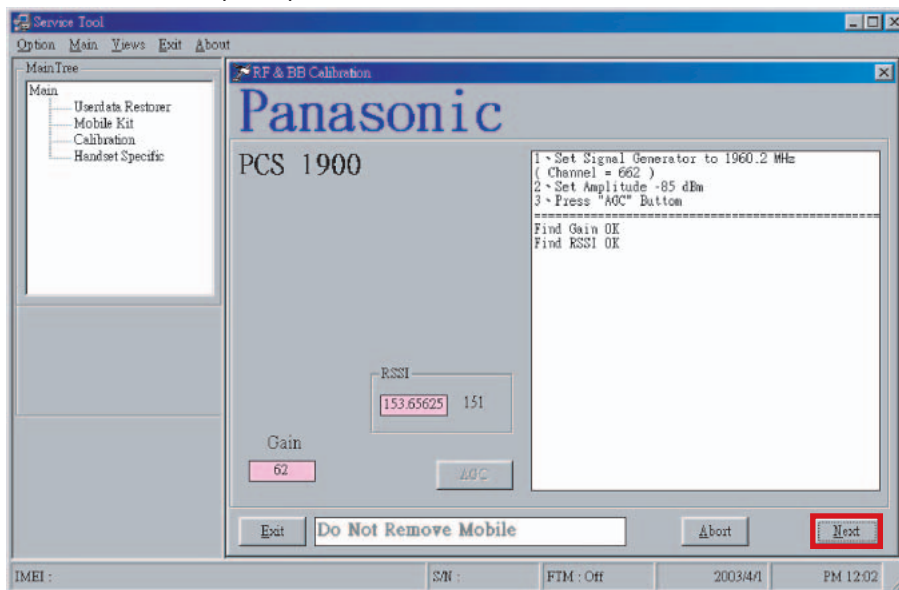 Service Tool
Option Main Views Exit About
MainTree
Main
Userdata Restorer
Mobile Kit
Calibration
Handset Specific
RF & BB Calibration
Panasonic
PCS 1900
1、Set Signal Generator to 1960.2 MHz
( Channel = 662 )
2、Set Amplitude -85 dBm
3、Press "AGC" Buttom
==================================================
Find Gain OK
Find RSSI OK
RSSI
153.65625 151
Gain
62
AGC
Exit Do Not Remove Mobile Abort Next
IMEI : S/N : FTM : Off 2003/4/1 PM 12:02